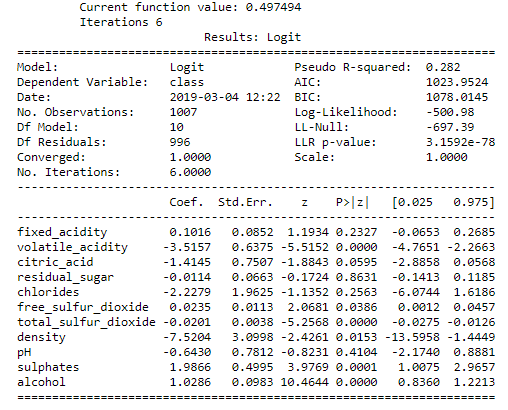 Current function value: 0.497494
Iterations 6
Results: Logit
=================================================================
Model: Logit Pseudo R-squared: 0.282
Dependent Variable: class AIC: 1023.9524
Date: 2019-03-04 12:22 BIC: 1078.0145
No. Observations: 1007 Log-Likelihood: -500.98
Df Model: 10 LL-Null: -697.39
Df Residuals: 996 LLR p-value: 3.1592e-78
Converged: 1.0000 Scale: 1.0000
No. Iterations: 6.0000
-----------------------------------------------------------------
Coef. Std.Err. z P>|z| [0.025 0.975]
-----------------------------------------------------------------
fixed_acidity 0.1016 0.0852 1.1934 0.2327 -0.0653 0.2685
volatile_acidity -3.5157 0.6375 -5.5152 0.0000 -4.7651 -2.2663
citric_acid -1.4145 0.7507 -1.8843 0.0595 -2.8858 0.0568
residual_sugar -0.0114 0.0663 -0.1724 0.8631 -0.1413 0.1185
chlorides -2.2279 1.9625 -1.1352 0.2563 -6.0744 1.6186
free_sulfur_dioxide 0.0235 0.0113 2.0681 0.0386 0.0012 0.0457
total_sulfur_dioxide -0.0201 0.0038 -5.2568 0.0000 -0.0275 -0.0126
density -7.5204 3.0998 -2.4261 0.0153 -13.5958 -1.4449
pH -0.6430 0.7812 -0.8231 0.4104 -2.1740 0.8881
sulphates 1.9866 0.4995 3.9769 0.0001 1.0075 2.9657
alcohol 1.0286 0.0983 10.4644 0.0000 0.8360 1.2213
=================================================================